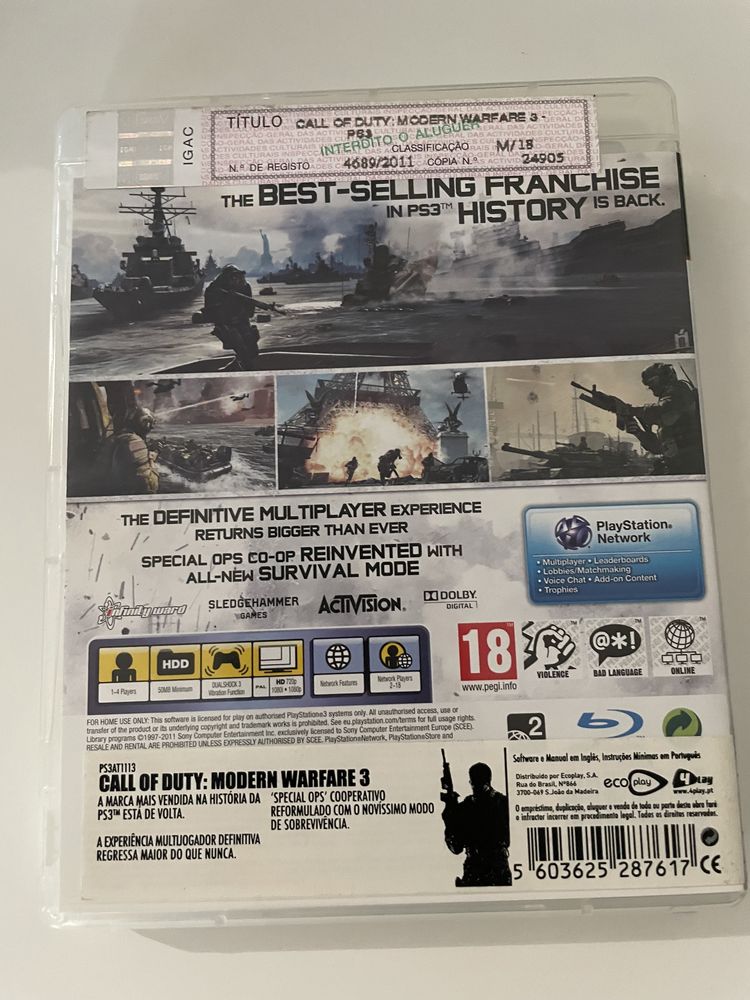 IGAC
TÍTULO CALL OF DUTY: MODERN WARFARE 3 -
PS3
INTERDITO O ALUGUER
CLASSIFICAÇÃO M/18
N.º DE REGISTO 4689/2011 CÓPIA N.º 24905
THE BEST-SELLING FRANCHISE
IN PS3™ HISTORY IS BACK.
THE DEFINITIVE MULTIPLAYER EXPERIENCE
RETURNS BIGGER THAN EVER
SPECIAL OPS CO-OP REINVENTED WITH
ALL-NEW SURVIVAL MODE
PlayStation®
Network
• Multiplayer • Leaderboards
• Lobbies/Matchmaking
• Voice Chat • Add-on Content
• Trophies
infinity ward
SLEDGEHAMMER
GAMES
ACTIVISION.
DOLBY
DIGITAL
1-4 Players
HDD
50MB Minimum
DUALSHOCK 3
Vibration Function
PAL
HD 720p
1080i • 1080p
Network Features
Network Players
2-18
18
www.pegi.info
VIOLENCE
@*!
BAD LANGUAGE
ONLINE
FOR HOME USE ONLY: This software is licensed for play on authorised PlayStation3 systems only. All unauthorised access, use or
transfer of the product or its underlying copyright and trademark works is prohibited. See eu.playstation.com/terms for full usage rights.
Library programs ©1997-2011 Sony Computer Entertainment Inc. exclusively licensed to Sony Computer Entertainment Europe (SCEE).
RESALE AND RENTAL ARE PROHIBITED UNLESS EXPRESSLY AUTHORISED BY SCEE. PlayStation®Network, PlayStation®Store and
2
PS3AT1113
CALL OF DUTY: MODERN WARFARE 3
A MARCA MAIS VENDIDA NA HISTÓRIA DA
PS3™ ESTÁ DE VOLTA.
A EXPERIÊNCIA MULTIJOGADOR DEFINITIVA
REGRESSA MAIOR DO QUE NUNCA.
'SPECIAL OPS' COOPERATIVO
REFORMULADO COM O NOVÍSSIMO MODO
DE SOBREVIVÊNCIA.
Software e Manual em Inglês, Instruções Mínimas em Português
Distribuido por Ecoplay, S.A.
Rua do Brasil, Nº866
3700-069 S.João da Madeira
ecoplay
4play
www.4play.pt
O empréstimo, duplicação, aluguer e venda de toda ou parte desta obra fará
o infractor incorrer em procedimento legal. Todos os direitos reservados.
5 603625 287617 CE